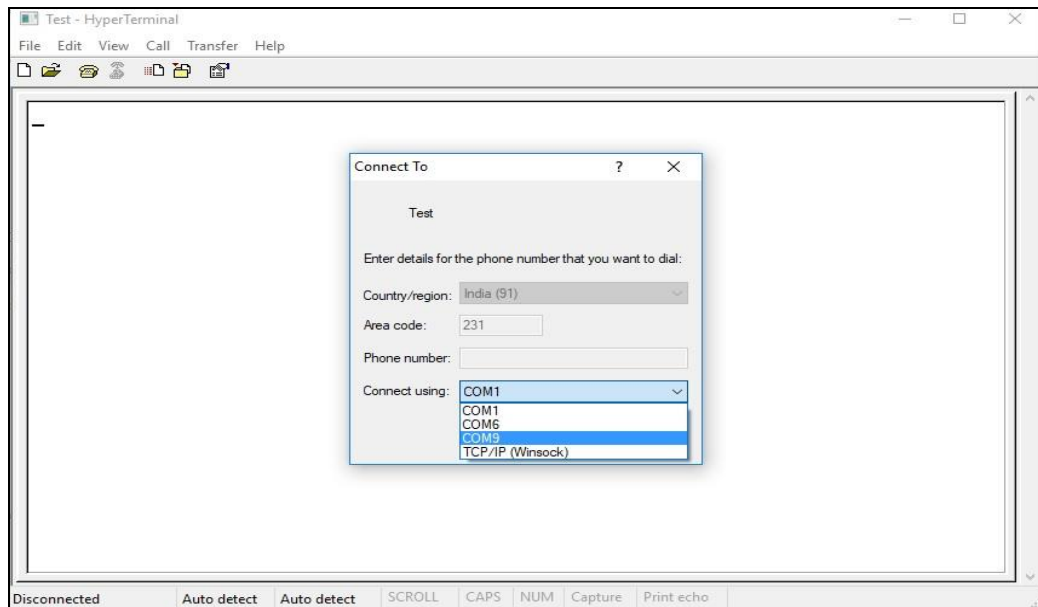 Test - HyperTerminal
File Edit View Call Transfer Help
Connect To ?
Test
Enter details for the phone number that you want to dial:
Country/region: India (91)
Area code: 231
Phone number:
Connect using: COM1
COM1
COM6
COM9
TCP/IP (Winsock)
Disconnected Auto detect Auto detect SCROLL CAPS NUM Capture Print echo